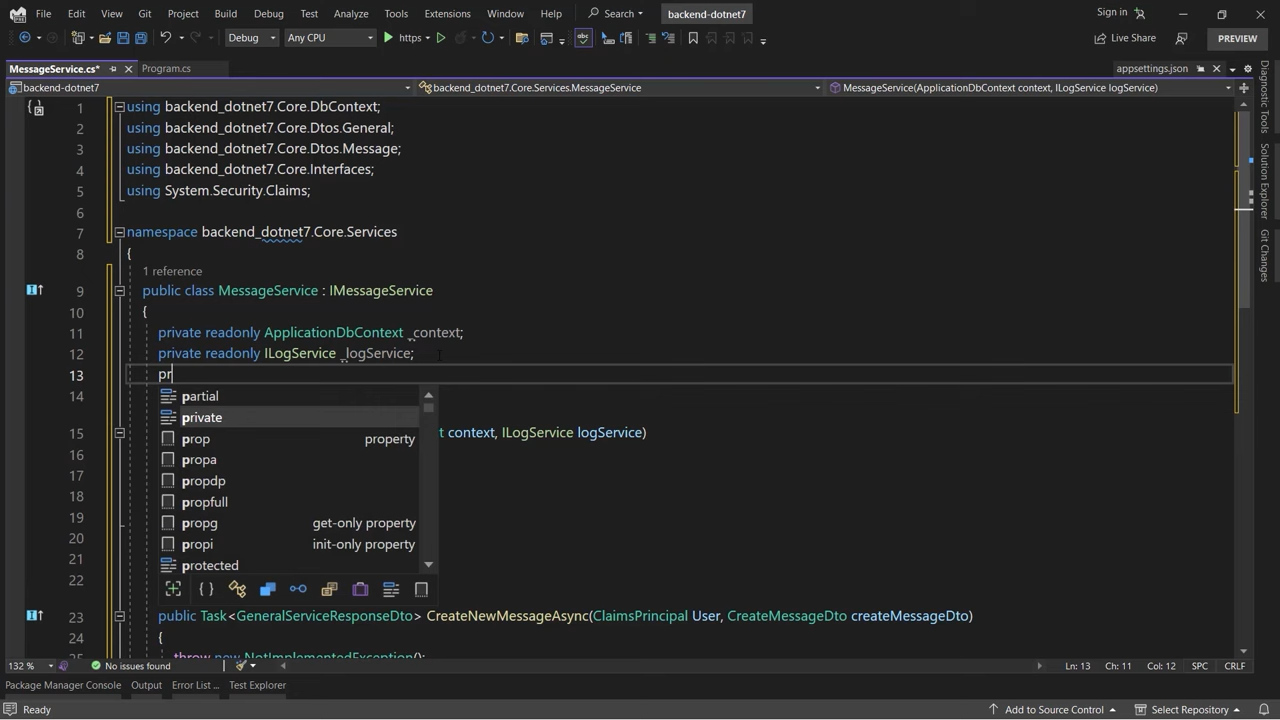 File Edit View Git Project Build Debug Test Analyze Tools Extensions Window Help Search backend-dotnet7 Sign in
Debug Any CPU https Live Share PREVIEW
MessageService.cs* Program.cs appsettings.json
backend-dotnet7 backend_dotnet7.Core.Services.MessageService MessageService(ApplicationDbContext context, ILogService logService)
1 using backend_dotnet7.Core.DbContext;
2 using backend_dotnet7.Core.Dtos.General;
3 using backend_dotnet7.Core.Dtos.Message;
4 using backend_dotnet7.Core.Interfaces;
5 using System.Security.Claims;
6
7 namespace backend_dotnet7.Core.Services
8 {
1 reference
9 public class MessageService : IMessageService
10 {
11 private readonly ApplicationDbContext _context;
12 private readonly ILogService _logService;
13 pr
14 partial
private
15 t context, ILogService logService)
prop property
16 propa
17 propdp
18 propfull
19 propg get-only property
20 propi init-only property
21 protected
22
23 public Task<GeneralServiceResponseDto> CreateNewMessageAsync(ClaimsPrincipal User, CreateMessageDto createMessageDto)
24 {
25 throw new NotImplementedException();
132 % No issues found Ln: 13 Ch: 11 Col: 12 SPC CRLF
Package Manager Console Output Error List ... Test Explorer
Ready Add to Source Control Select Repository
Diagnostic Tools
Solution Explorer
Git Changes